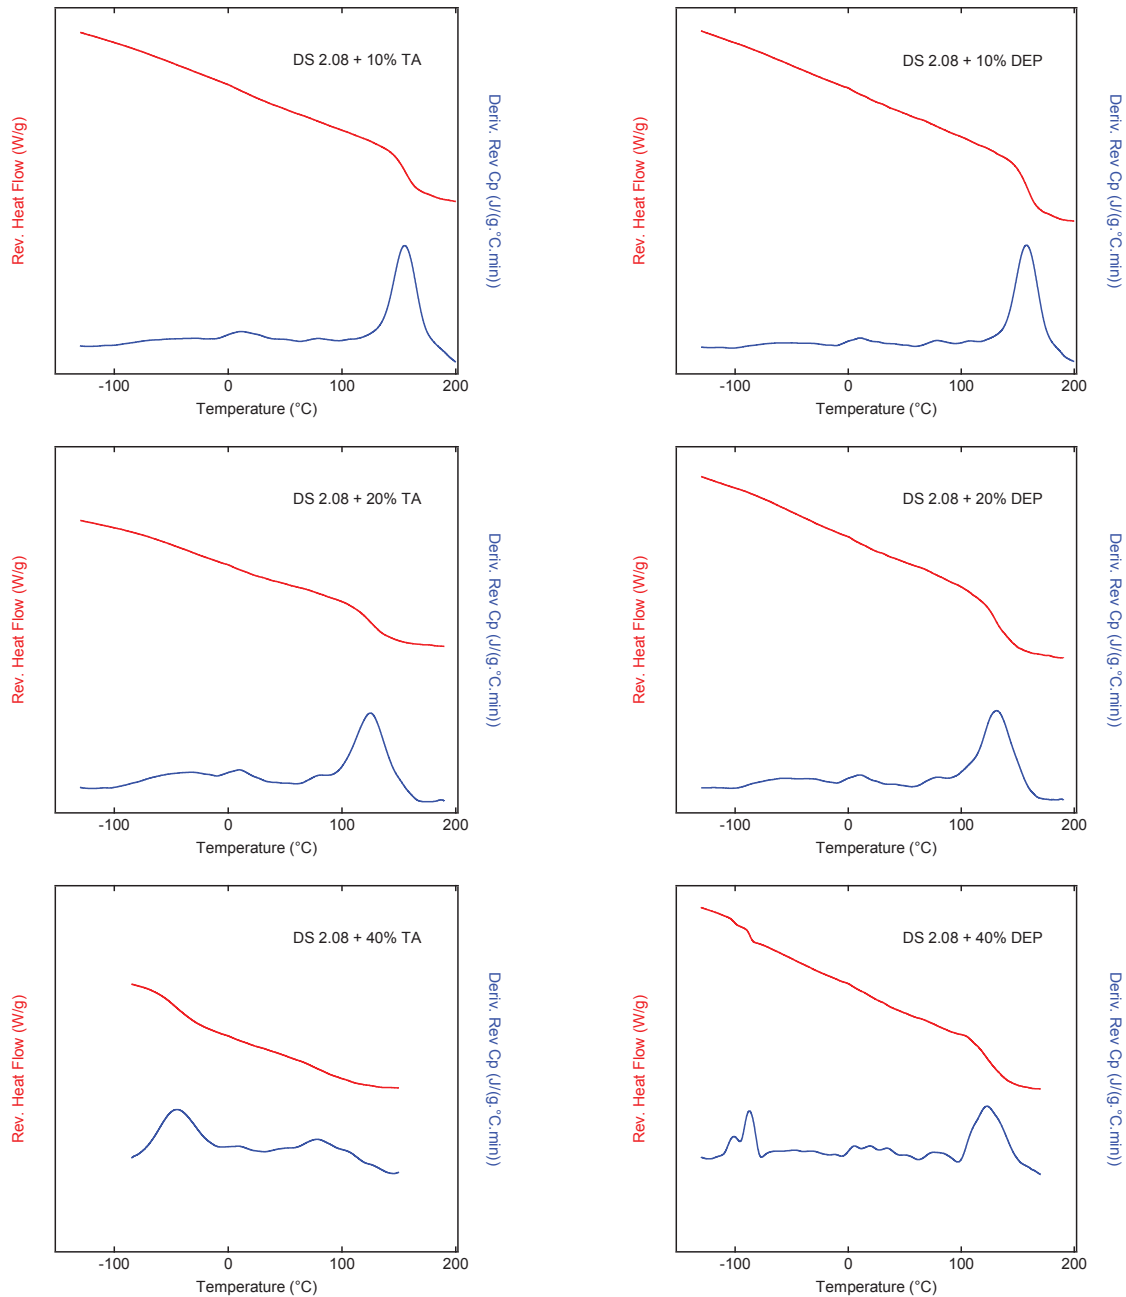 DS 2.08 + 10% TA
Rev. Heat Flow (W/g)
Deriv. Rev Cp (J/(g.°C.min))
-100 0 100 200
Temperature (°C)
DS 2.08 + 10% DEP
Rev. Heat Flow (W/g)
Deriv. Rev Cp (J/(g.°C.min))
-100 0 100 200
Temperature (°C)
DS 2.08 + 20% TA
Rev. Heat Flow (W/g)
Deriv. Rev Cp (J/(g.°C.min))
-100 0 100 200
Temperature (°C)
DS 2.08 + 20% DEP
Rev. Heat Flow (W/g)
Deriv. Rev Cp (J/(g.°C.min))
-100 0 100 200
Temperature (°C)
DS 2.08 + 40% TA
Rev. Heat Flow (W/g)
Deriv. Rev Cp (J/(g.°C.min))
-100 0 100 200
Temperature (°C)
DS 2.08 + 40% DEP
Rev. Heat Flow (W/g)
Deriv. Rev Cp (J/(g.°C.min))
-100 0 100 200
Temperature (°C)